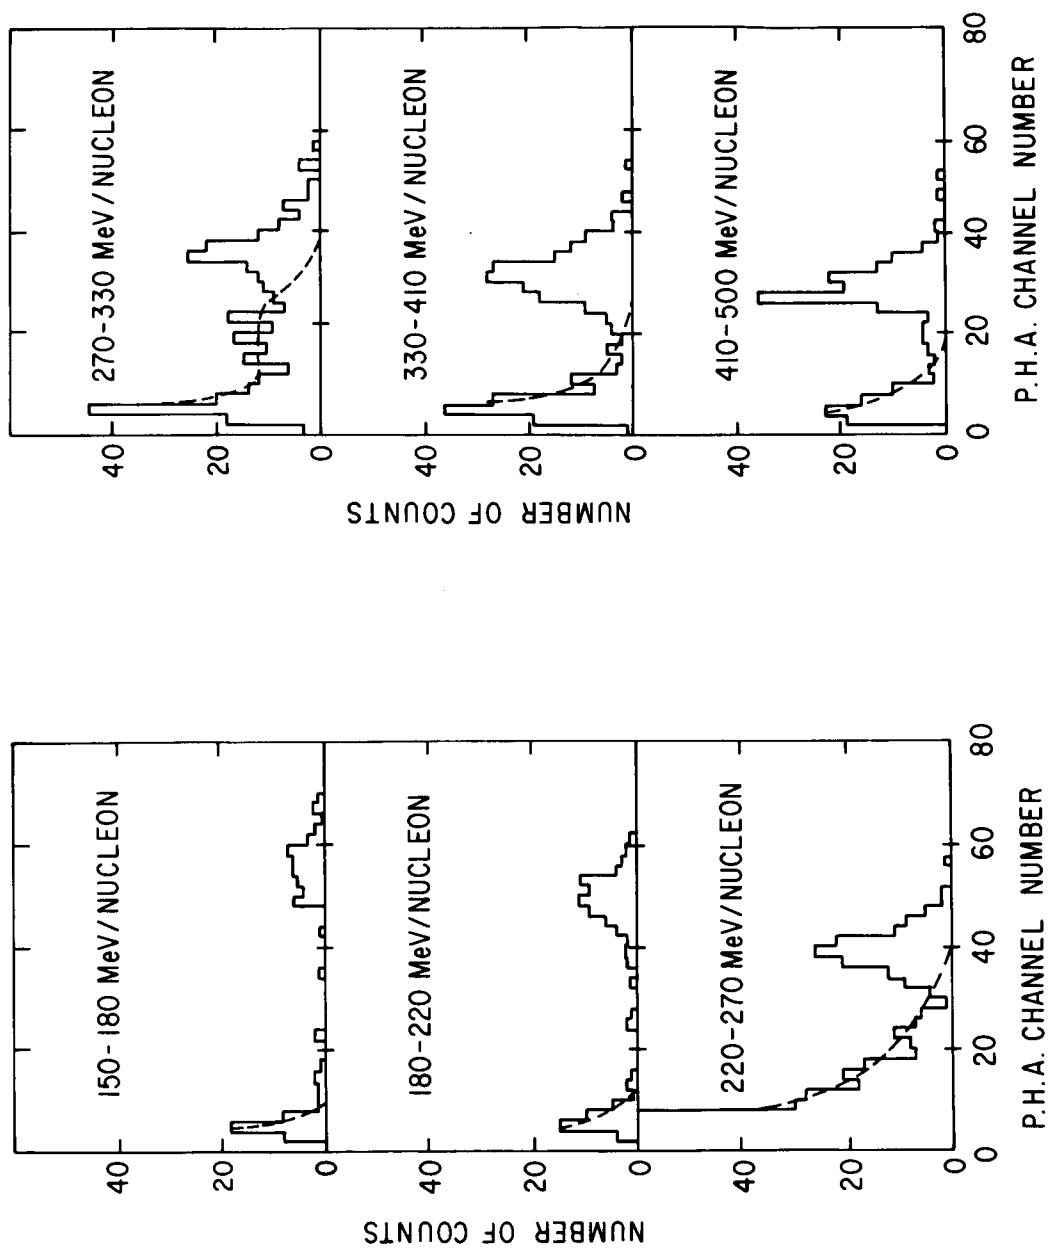 NUMBER OF COUNTS
40
20
0
150-180 MeV/NUCLEON
40
20
0
180-220 MeV/NUCLEON
40
20
0
220-270 MeV/NUCLEON
0
20
40
60
80
P.H.A. CHANNEL NUMBER
NUMBER OF COUNTS
40
20
0
270-330 MeV/NUCLEON
40
20
0
330-410 MeV/NUCLEON
40
20
0
410-500 MeV/NUCLEON
0
20
40
60
80
P.H.A. CHANNEL NUMBER